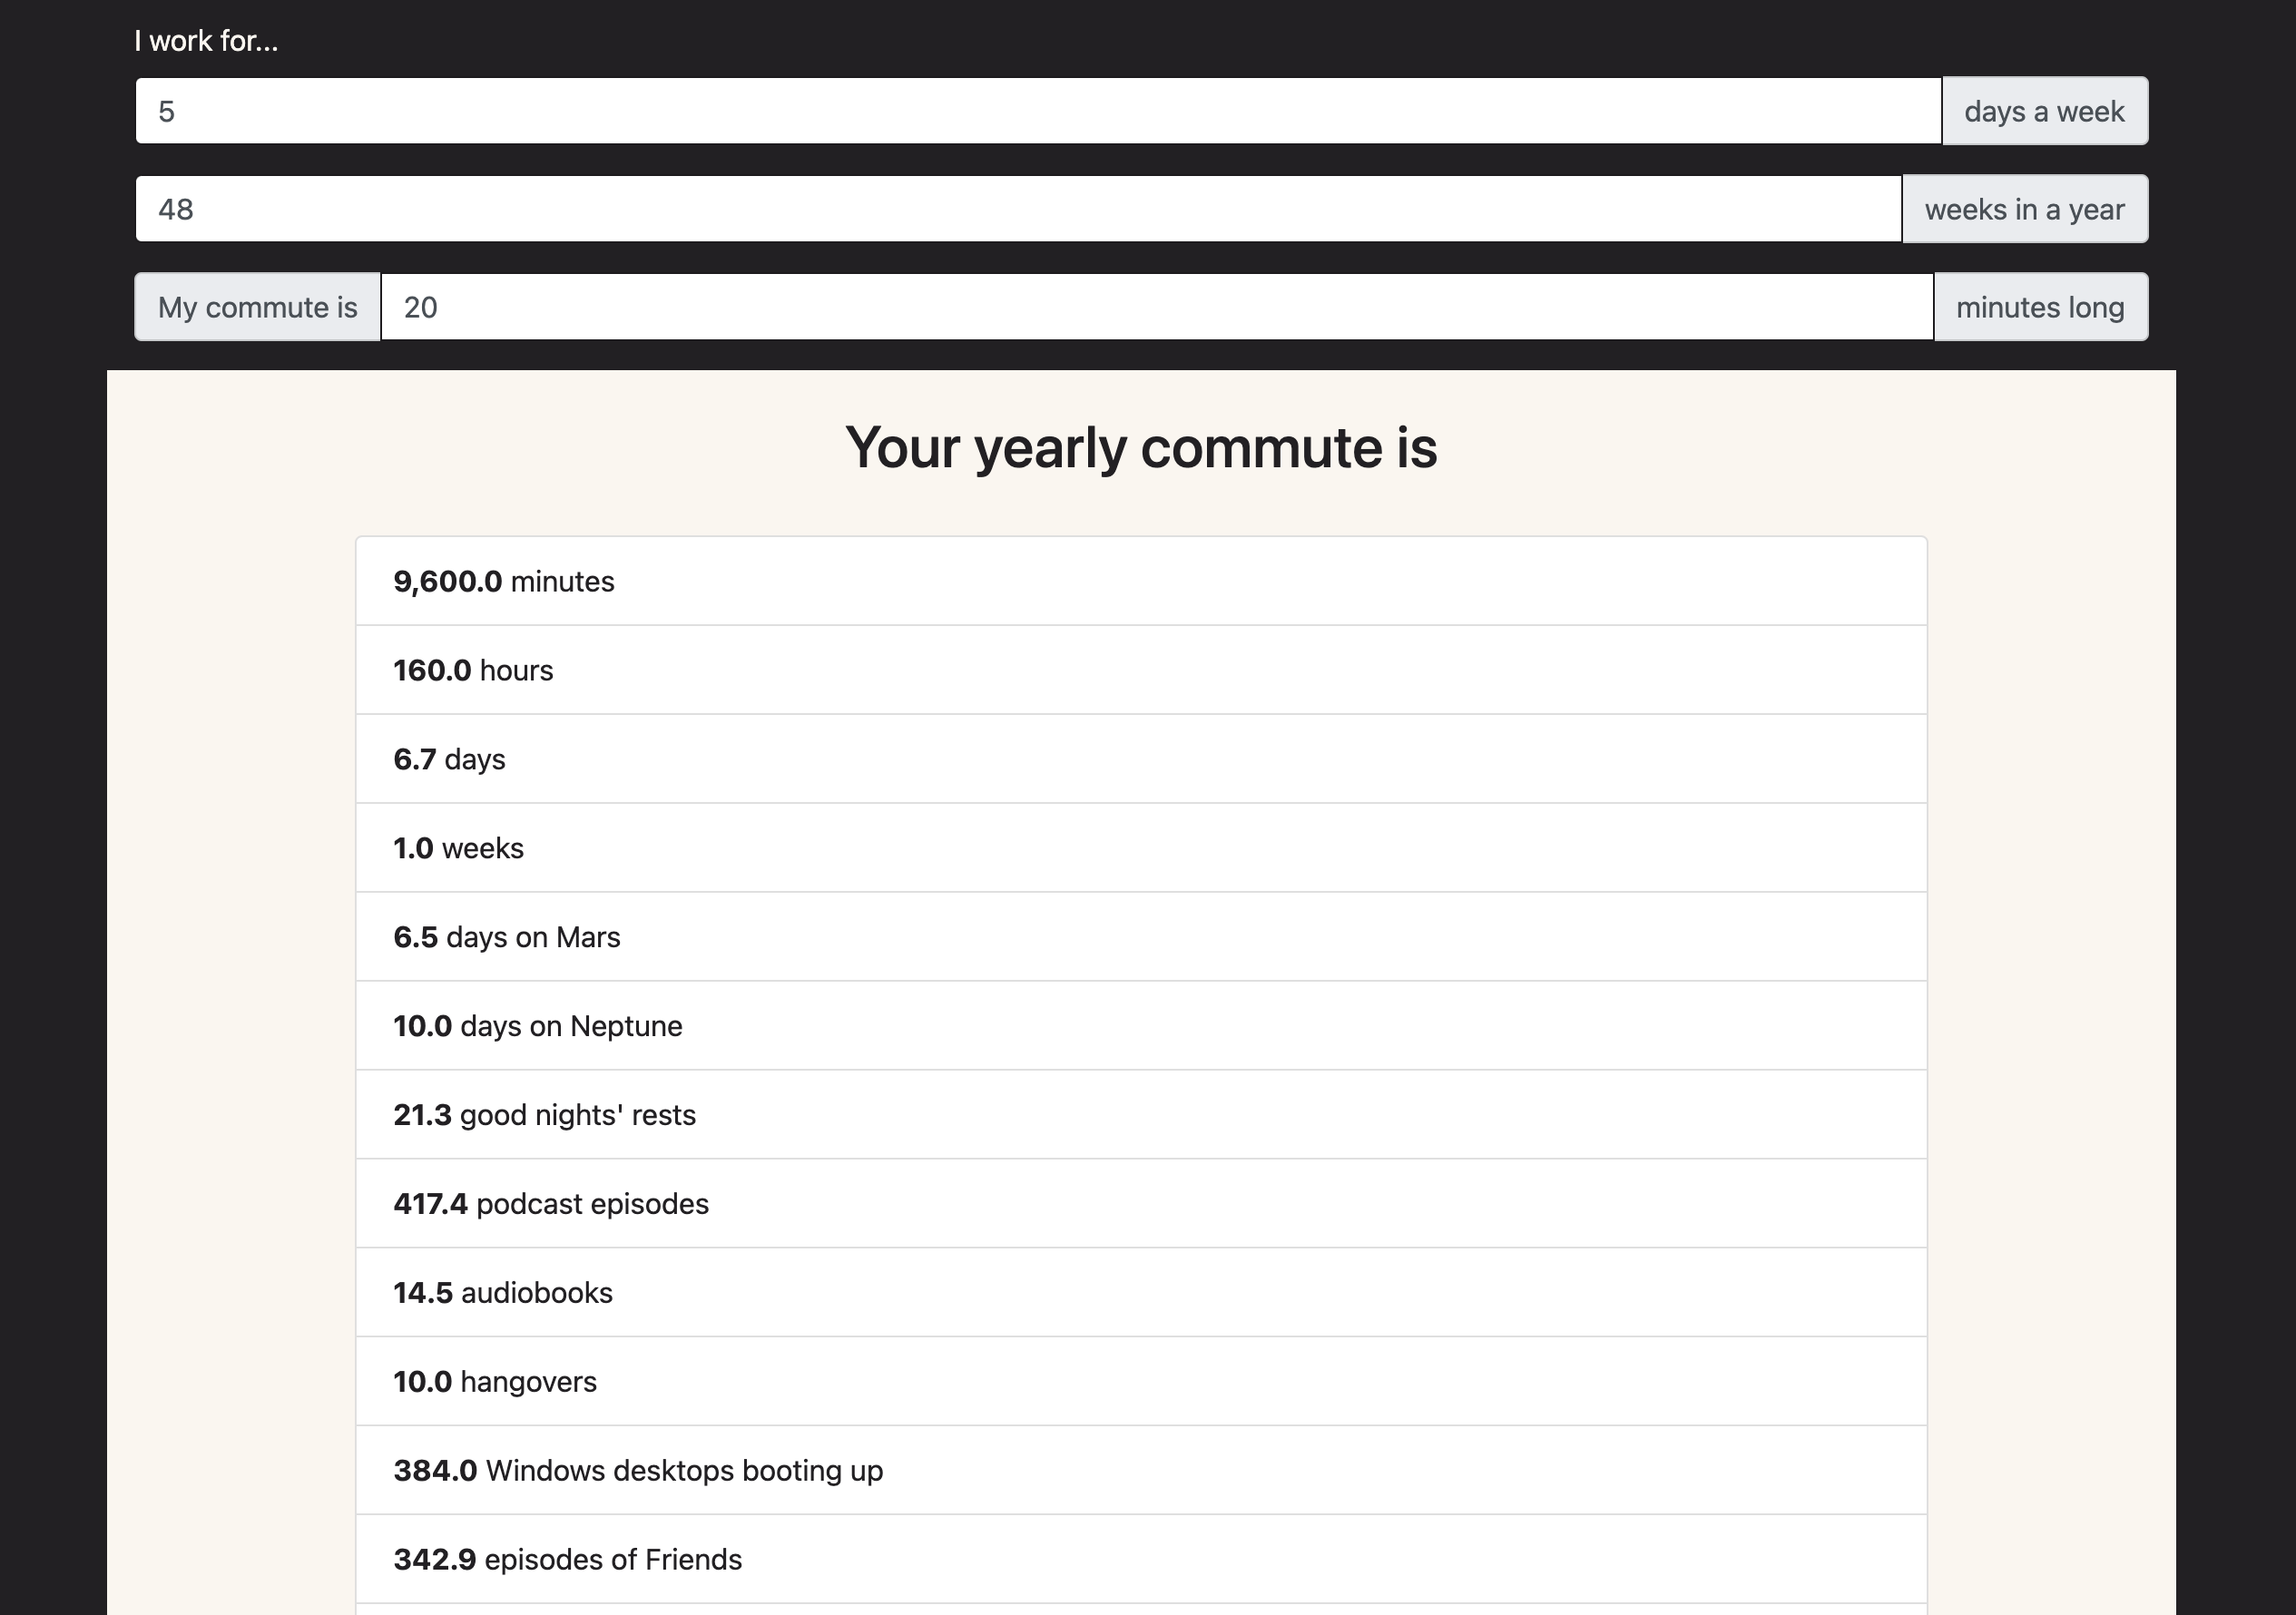 I work for...
5 days a week
48 weeks in a year
My commute is 20 minutes long
Your yearly commute is
9,600.0 minutes
160.0 hours
6.7 days
1.0 weeks
6.5 days on Mars
10.0 days on Neptune
21.3 good nights' rests
417.4 podcast episodes
14.5 audiobooks
10.0 hangovers
384.0 Windows desktops booting up
342.9 episodes of Friends